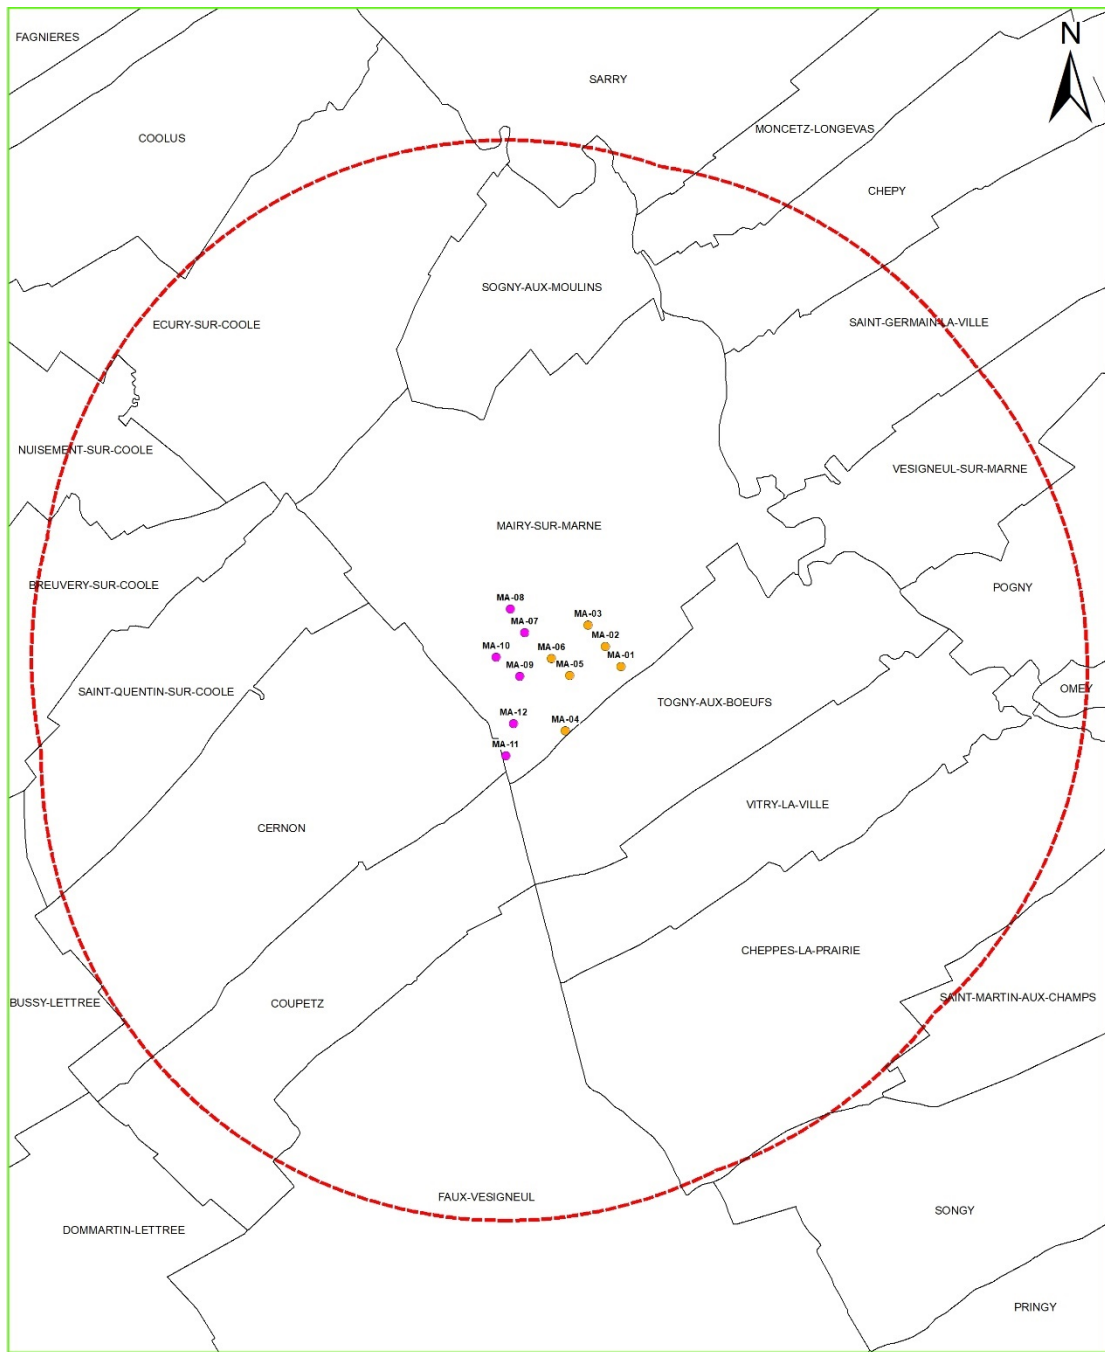 N
FAGNIERES
SARRY
MONCETZ-LONGEVAS
COOLUS
CHEPY
SOGNY-AUX-MOULINS
ECURY-SUR-COOLE
SAINT-GERMAIN-LA-VILLE
NUISEMENT-SUR-COOLE
VESIGNEUL-SUR-MARNE
MAIRY-SUR-MARNE
BREUVERY-SUR-COOLE
POGNY
MA-08
MA-03
MA-07
MA-02
MA-10
MA-06
MA-01
MA-09
MA-05
SAINT-QUENTIN-SUR-COOLE
OMEY
TOGNY-AUX-BOEUFS
MA-12
MA-04
MA-11
VITRY-LA-VILLE
CERNON
CHEPPES-LA-PRAIRIE
SAINT-MARTIN-AUX-CHAMPS
BUSSY-LETTREE
COUPETZ
FAUX-VESIGNEUL
SONGY
DOMMARTIN-LETTREE
PRINGY